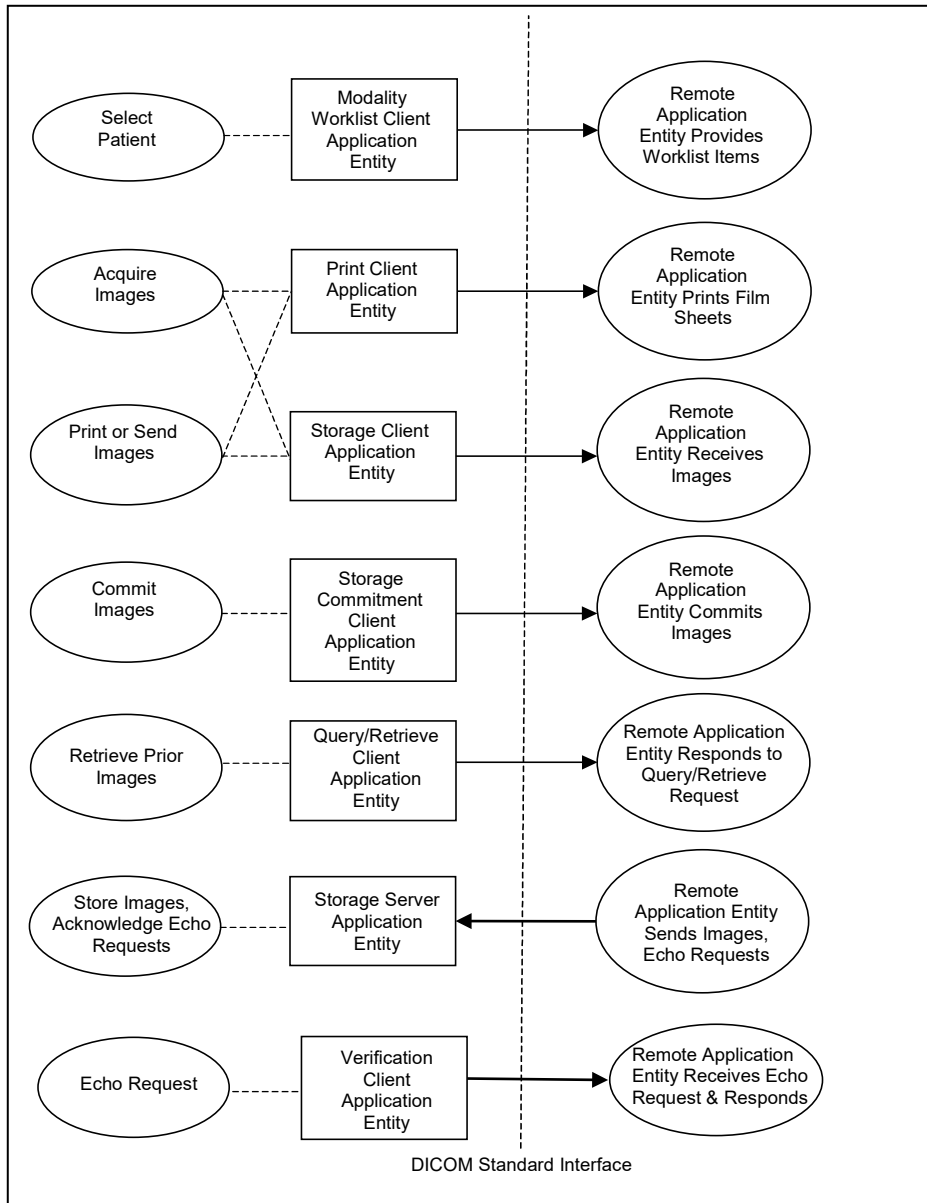 Select
Patient
Modality
Worklist Client
Application
Entity
Remote
Application
Entity Provides
Worklist Items
Acquire
Images
Print Client
Application
Entity
Remote
Application
Entity Prints Film
Sheets
Print or Send
Images
Storage Client
Application
Entity
Remote
Application
Entity Receives
Images
Commit
Images
Storage
Commitment
Client
Application
Entity
Remote
Application
Entity Commits
Images
Retrieve Prior
Images
Query/Retrieve
Client
Application
Entity
Remote Application
Entity Responds to
Query/Retrieve
Request
Store Images,
Acknowledge Echo
Requests
Storage Server
Application
Entity
Remote
Application Entity
Sends Images,
Echo Requests
Echo Request
Verification
Client
Application
Entity
Remote Application
Entity Receives Echo
Request & Responds
DICOM Standard Interface